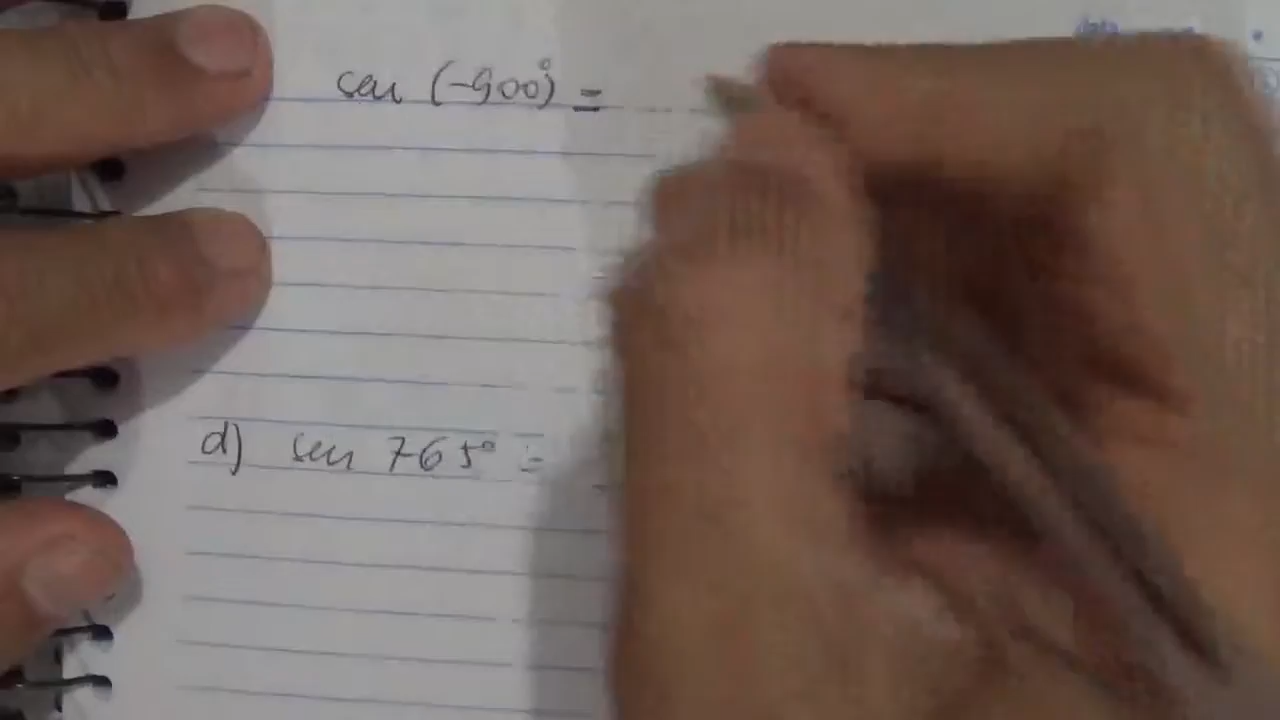 sen (-900°) =
d) sen 765° =